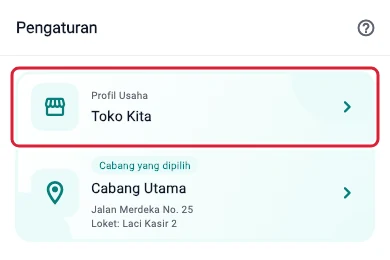 Pengaturan
Profil Usaha
Toko Kita
Cabang yang dipilih
Cabang Utama
Jalan Merdeka No. 25
Loket: Laci Kasir 2